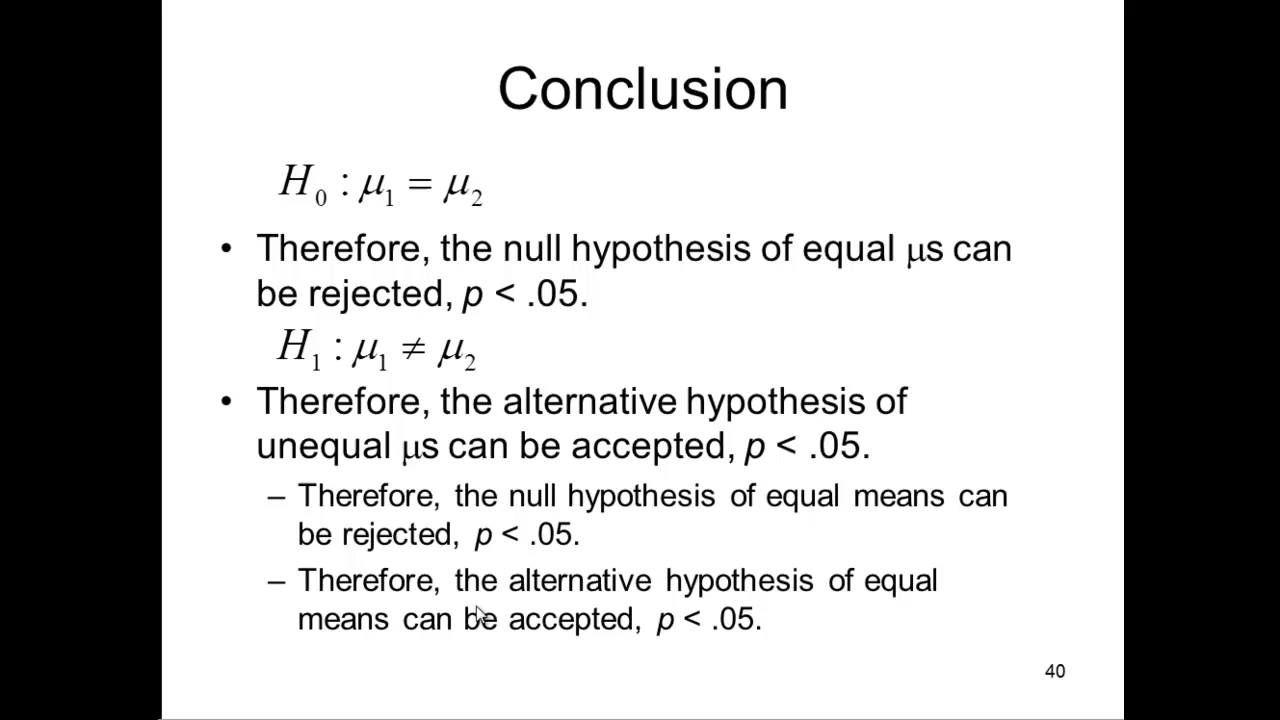 Conclusion
H₀ : μ₁ = μ₂
• Therefore, the null hypothesis of equal μs can
be rejected, p < .05.
H₁ : μ₁ ≠ μ₂
• Therefore, the alternative hypothesis of
unequal μs can be accepted, p < .05.
– Therefore, the null hypothesis of equal means can
be rejected, p < .05.
– Therefore, the alternative hypothesis of equal
means can be accepted, p < .05.
40